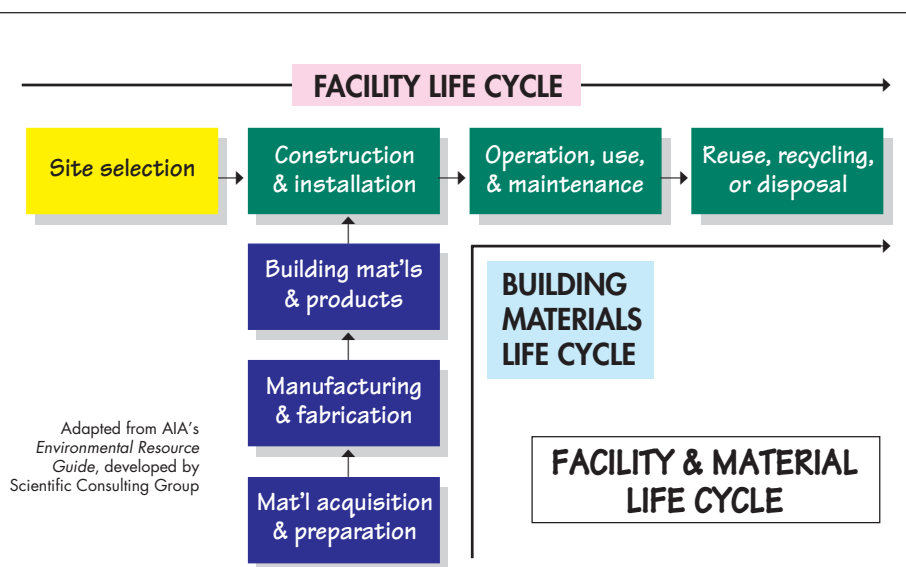 FACILITY LIFE CYCLE
Site selection
Construction
& installation
Operation, use,
& maintenance
Reuse, recycling,
or disposal
Building mat'ls
& products
BUILDING
MATERIALS
LIFE CYCLE
Manufacturing
& fabrication
Adapted from AIA's
Environmental Resource
Guide, developed by
Scientific Consulting Group
Mat'l acquisition
& preparation
FACILITY & MATERIAL
LIFE CYCLE